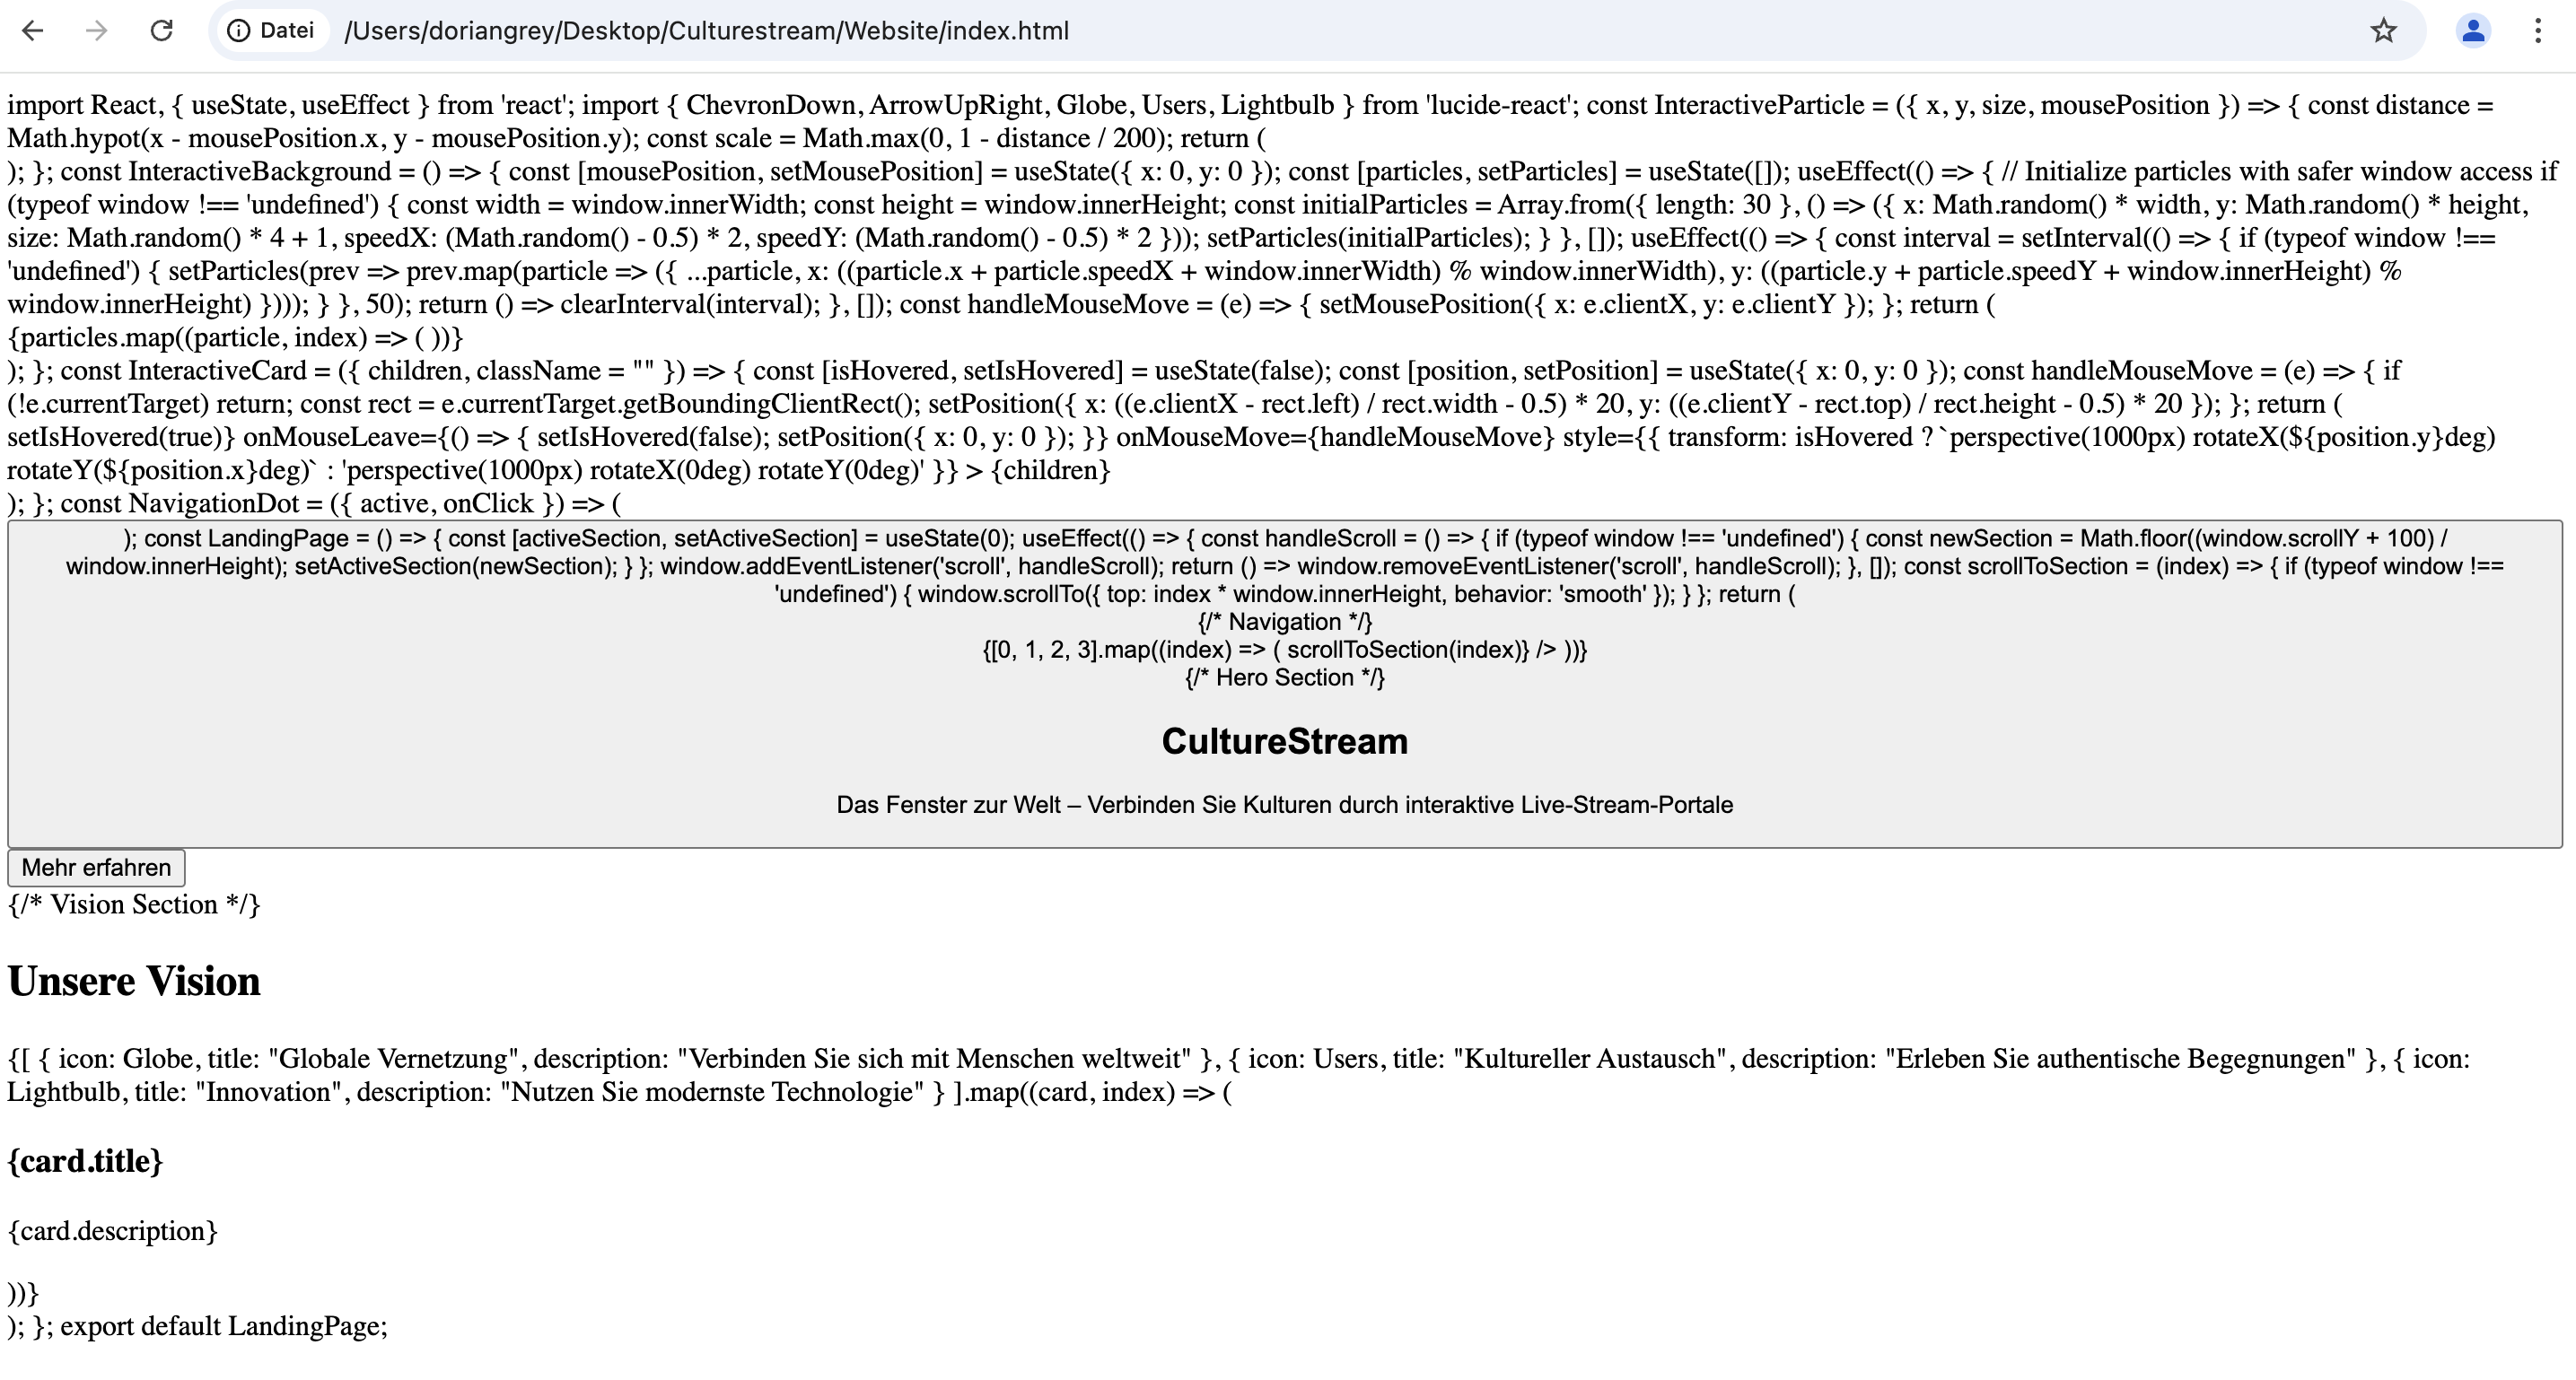 Datei /Users/doriangrey/Desktop/Culturestream/Website/index.html
import React, { useState, useEffect } from 'react'; import { ChevronDown, ArrowUpRight, Globe, Users, Lightbulb } from 'lucide-react'; const InteractiveParticle = ({ x, y, size, mousePosition }) => { const distance =
Math.hypot(x - mousePosition.x, y - mousePosition.y); const scale = Math.max(0, 1 - distance / 200); return (
); }; const InteractiveBackground = () => { const [mousePosition, setMousePosition] = useState({ x: 0, y: 0 }); const [particles, setParticles] = useState([]); useEffect(() => { // Initialize particles with safer window access if
(typeof window !== 'undefined') { const width = window.innerWidth; const height = window.innerHeight; const initialParticles = Array.from({ length: 30 }, () => ({ x: Math.random() * width, y: Math.random() * height,
size: Math.random() * 4 + 1, speedX: (Math.random() - 0.5) * 2, speedY: (Math.random() - 0.5) * 2 })); setParticles(initialParticles); } }, []); useEffect(() => { const interval = setInterval(() => { if (typeof window !==
'undefined') { setParticles(prev => prev.map(particle => ({ ...particle, x: ((particle.x + particle.speedX + window.innerWidth) % window.innerWidth), y: ((particle.y + particle.speedY + window.innerHeight) %
window.innerHeight) }))); } }, 50); return () => clearInterval(interval); }, []); const handleMouseMove = (e) => { setMousePosition({ x: e.clientX, y: e.clientY }); }; return (
{particles.map((particle, index) => ( ))}
); }; const InteractiveCard = ({ children, className = "" }) => { const [isHovered, setIsHovered] = useState(false); const [position, setPosition] = useState({ x: 0, y: 0 }); const handleMouseMove = (e) => { if
(!e.currentTarget) return; const rect = e.currentTarget.getBoundingClientRect(); setPosition({ x: ((e.clientX - rect.left) / rect.width - 0.5) * 20, y: ((e.clientY - rect.top) / rect.height - 0.5) * 20 }); }; return (
setIsHovered(true)} onMouseLeave={() => { setIsHovered(false); setPosition({ x: 0, y: 0 }); }} onMouseMove={handleMouseMove} style={{ transform: isHovered ? `perspective(1000px) rotateX(${position.y}deg)
rotateY(${position.x}deg)` : 'perspective(1000px) rotateX(0deg) rotateY(0deg)' }} > {children}
); }; const NavigationDot = ({ active, onClick }) => (
); const LandingPage = () => { const [activeSection, setActiveSection] = useState(0); useEffect(() => { const handleScroll = () => { if (typeof window !== 'undefined') { const newSection = Math.floor((window.scrollY + 100) /
window.innerHeight); setActiveSection(newSection); } }; window.addEventListener('scroll', handleScroll); return () => window.removeEventListener('scroll', handleScroll); }, []); const scrollToSection = (index) => { if (typeof window !==
'undefined') { window.scrollTo({ top: index * window.innerHeight, behavior: 'smooth' }); } }; return (
{/* Navigation */}
{[0, 1, 2, 3].map((index) => ( scrollToSection(index)} /> ))}
{/* Hero Section */}
CultureStream
Das Fenster zur Welt – Verbinden Sie Kulturen durch interaktive Live-Stream-Portale
Mehr erfahren
{/* Vision Section */}
Unsere Vision
{[ { icon: Globe, title: "Globale Vernetzung", description: "Verbinden Sie sich mit Menschen weltweit" }, { icon: Users, title: "Kultureller Austausch", description: "Erleben Sie authentische Begegnungen" }, { icon:
Lightbulb, title: "Innovation", description: "Nutzen Sie modernste Technologie" } ].map((card, index) => (
{card.title}
{card.description}
))}
); }; export default LandingPage;